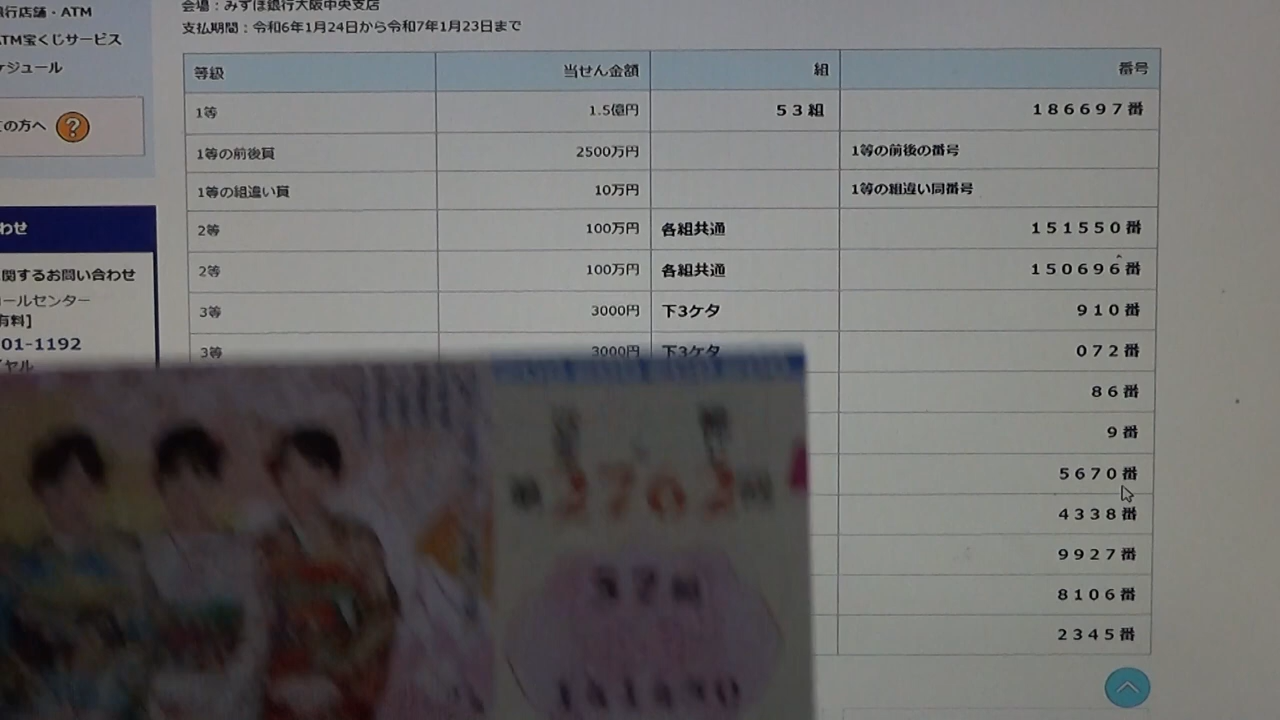 会場：みずほ銀行大阪中央支店
支払期間：令和6年1月24日から令和7年1月23日まで
行店舗・ATM
ATM宝くじサービス
ケジュール
ての方へ ?
わせ
関するお問い合わせ
コールセンター
有料]
01-1192
イヤル
等級 当せん金額 組 番号
1等 1.5億円 53組 186697番
1等の前後賞 2500万円 1等の前後の番号
1等の組違い賞 10万円 1等の組違い同番号
2等 100万円 各組共通 151550番
2等 100万円 各組共通 150696番
3等 3000円 下3ケタ 910番
3等 3000円 下3ケタ 072番
86番
9番
5670番
4338番
9927番
8106番
2345番
第2762回